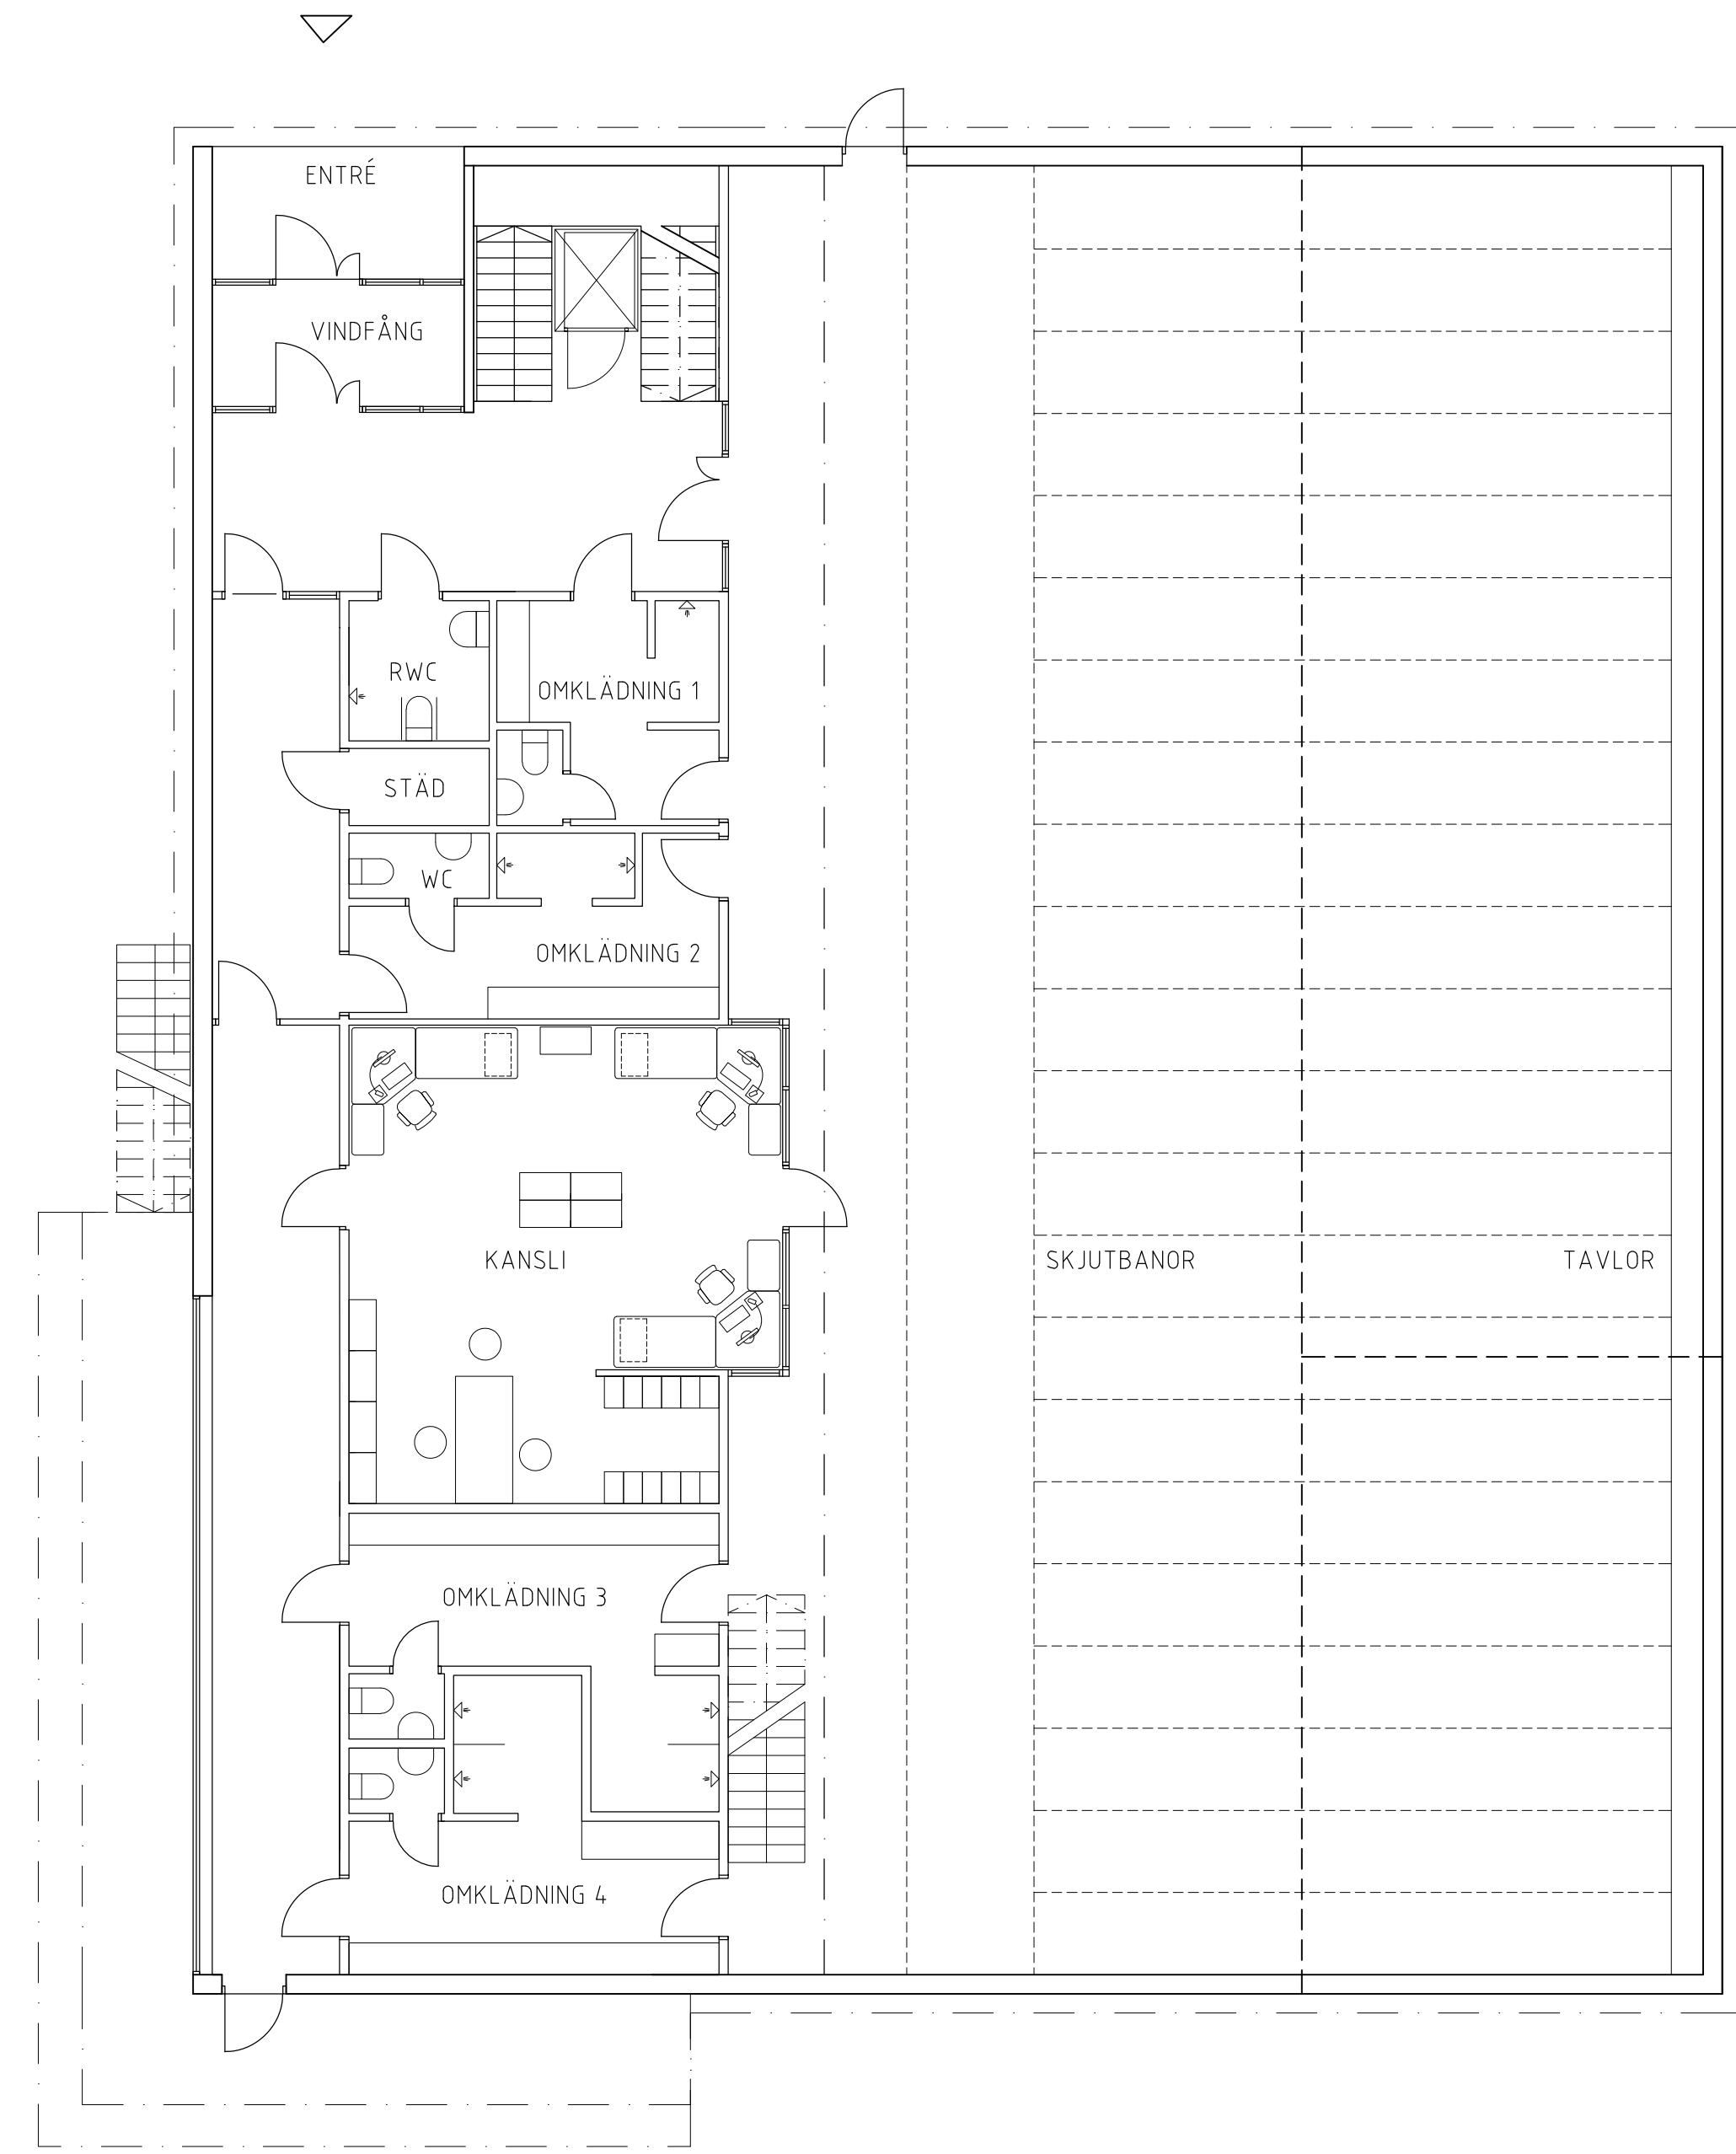 ENTRÉ
VINDFÅNG
RWC
OMKLÄDNING 1
STÄD
WC
OMKLÄDNING 2
KANSLI
SKJUTBANOR
TAVLOR
OMKLÄDNING 3
OMKLÄDNING 4